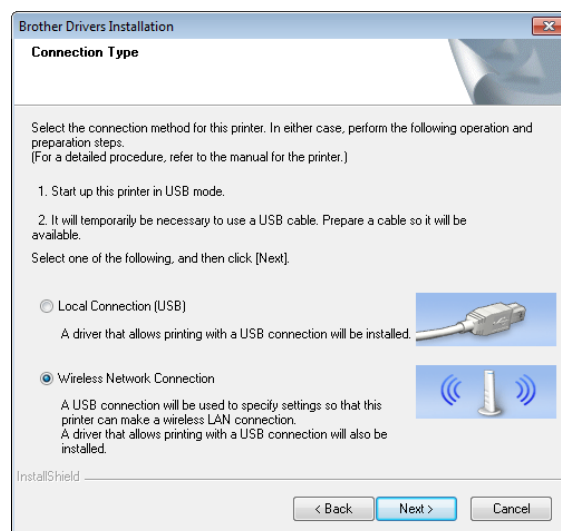 Brother Drivers Installation
Connection Type
Select the connection method for this printer. In either case, perform the following operation and
preparation steps.
(For a detailed procedure, refer to the manual for the printer.)
1. Start up this printer in USB mode.
2. It will temporarily be necessary to use a USB cable. Prepare a cable so it will be
available.
Select one of the following, and then click [Next].
Local Connection (USB)
A driver that allows printing with a USB connection will be installed.
Wireless Network Connection
A USB connection will be used to specify settings so that this
printer can make a wireless LAN connection.
A driver that allows printing with a USB connection will also be
installed.
InstallShield
< Back Next > Cancel